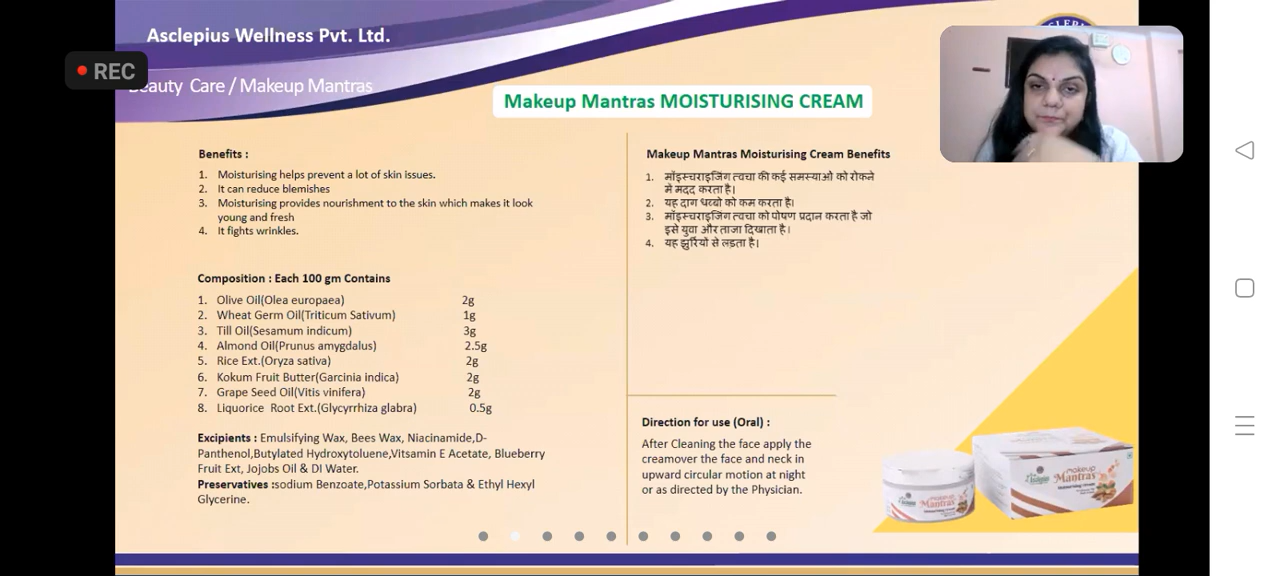 Asclepius Wellness Pvt. Ltd.
REC
Beauty Care / Makeup Mantras
Makeup Mantras MOISTURISING CREAM
Benefits :
1. Moisturising helps prevent a lot of skin issues.
2. It can reduce blemishes
3. Moisturising provides nourishment to the skin which makes it look
young and fresh
4. It fights wrinkles.
Composition : Each 100 gm Contains
1. Olive Oil(Olea europaea) 2g
2. Wheat Germ Oil(Triticum Sativum) 1g
3. Till Oil(Sesamum indicum) 3g
4. Almond Oil(Prunus amygdalus) 2.5g
5. Rice Ext.(Oryza sativa) 2g
6. Kokum Fruit Butter(Garcinia indica) 2g
7. Grape Seed Oil(Vitis vinifera) 2g
8. Liquorice Root Ext.(Glycyrrhiza glabra) 0.5g
Excipients : Emulsifying Wax, Bees Wax, Niacinamide,D-
Panthenol,Butylated Hydroxytoluene,Vitsamin E Acetate, Blueberry
Fruit Ext, Jojobs Oil & DI Water.
Preservatives :sodium Benzoate,Potassium Sorbata & Ethyl Hexyl
Glycerine.
Makeup Mantras Moisturising Cream Benefits
1. मॉइस्चराइजिंग त्वचा की कई समस्याओं को रोकने
में मदद करता है।
2. यह दाग धब्बों को कम करता है।
3. मॉइस्चराइजिंग त्वचा को पोषण प्रदान करता है जो
इसे युवा और ताजा दिखाता है।
4. यह झुर्रियों से लड़ता है।
Direction for use (Oral) :
After Cleaning the face apply the
creamover the face and neck in
upward circular motion at night
or as directed by the Physician.
makeup
Mantras
makeup
Mantras